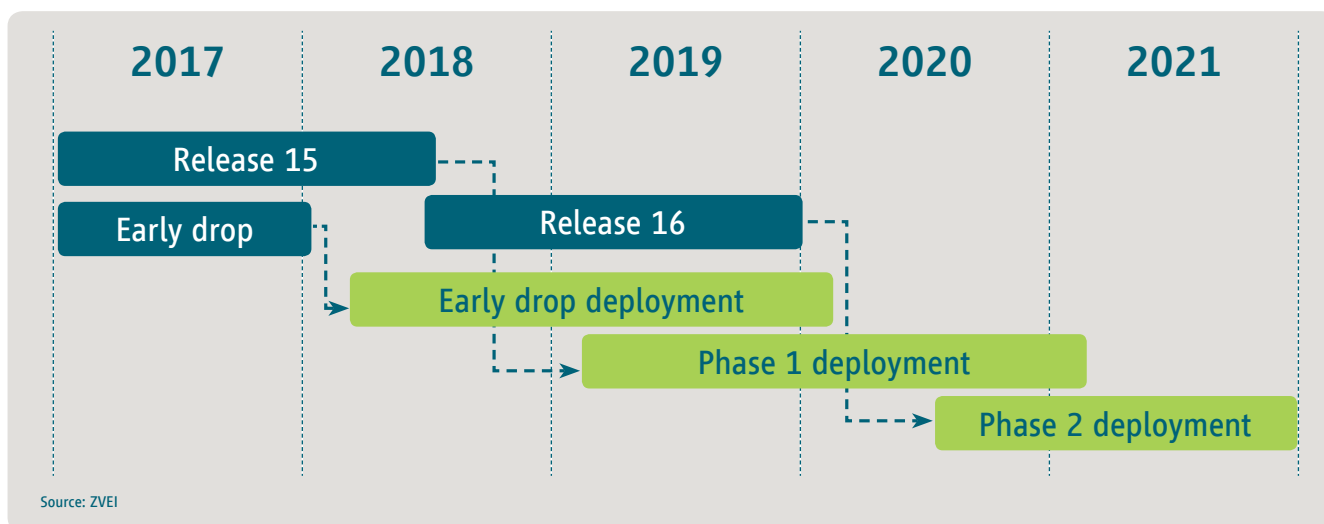 2017
2018
2019
2020
2021
Release 15
Early drop
Release 16
Early drop deployment
Phase 1 deployment
Phase 2 deployment
Source: ZVEI